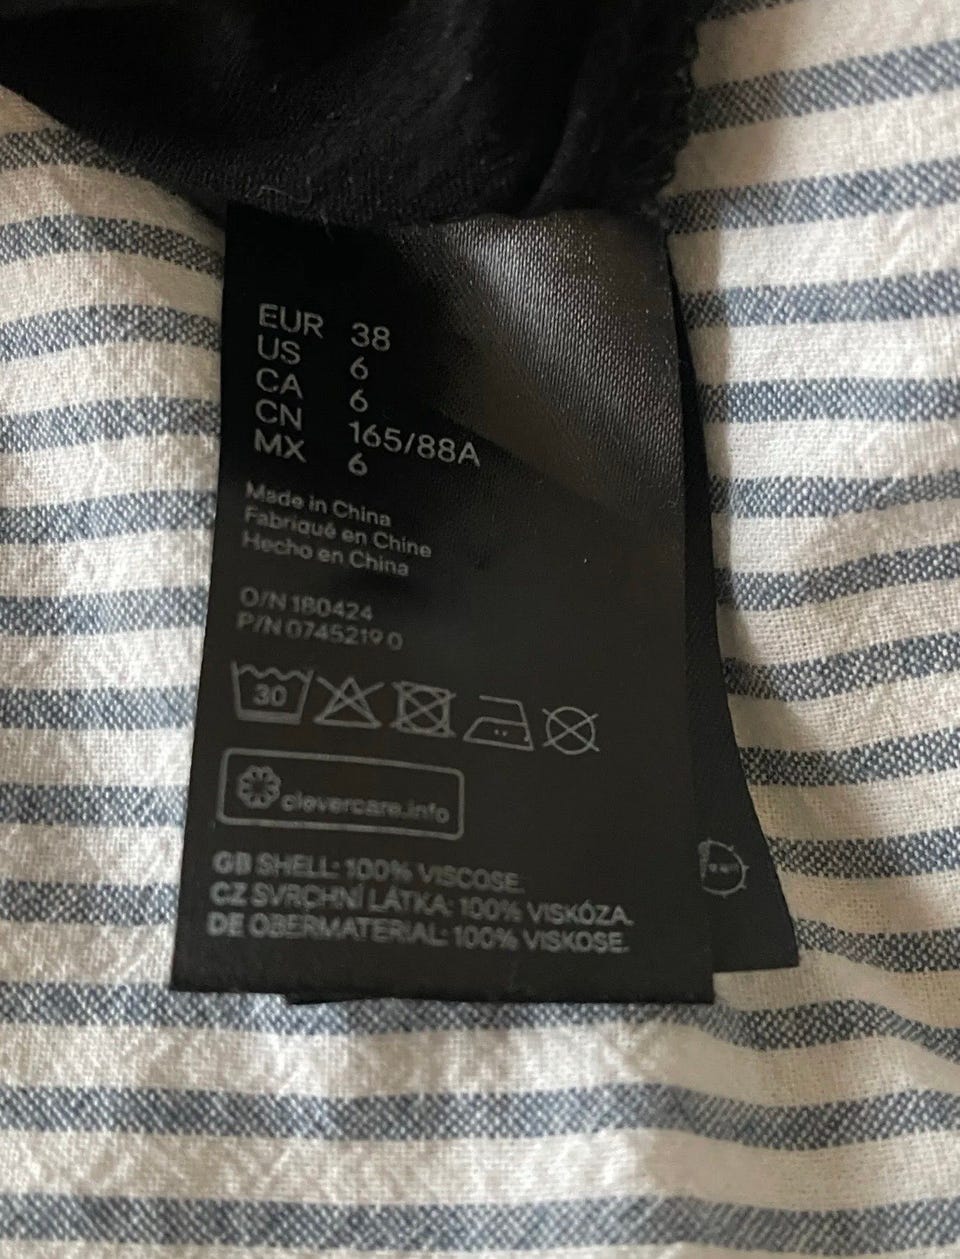 EUR 38
US 6
CA 6
CN 165/88A
MX 6
Made in China
Fabriqué en Chine
Hecho en China
O/N 180424
P/N 0745219 0
30
clevercare.info
GB SHELL: 100% VISCOSE.
CZ SVRCHNÍ LÁTKA: 100% VISKÓZA.
DE OBERMATERIAL: 100% VISKOSE.